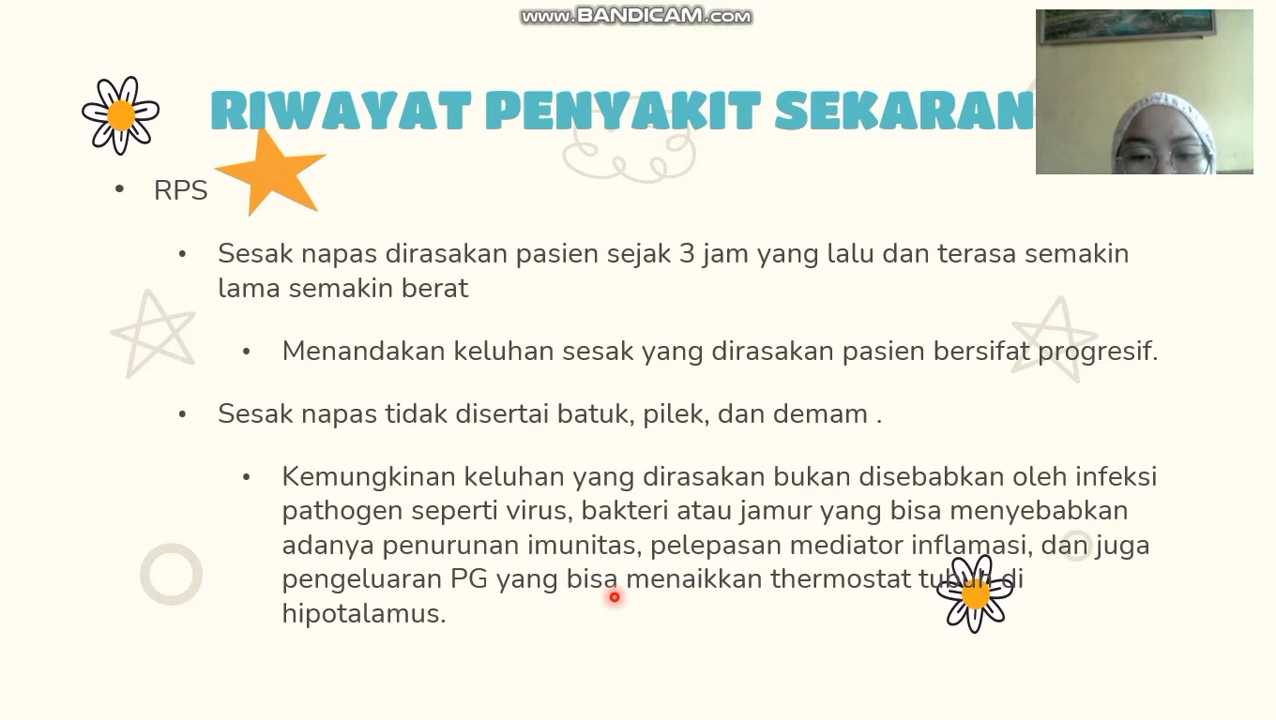 www.BANDICAM.com
RIWAYAT PENYAKIT SEKARAN
• RPS
• Sesak napas dirasakan pasien sejak 3 jam yang lalu dan terasa semakin
lama semakin berat
• Menandakan keluhan sesak yang dirasakan pasien bersifat progresif.
• Sesak napas tidak disertai batuk, pilek, dan demam .
• Kemungkinan keluhan yang dirasakan bukan disebabkan oleh infeksi
pathogen seperti virus, bakteri atau jamur yang bisa menyebabkan
adanya penurunan imunitas, pelepasan mediator inflamasi, dan juga
pengeluaran PG yang bisa menaikkan thermostat tubuh di
hipotalamus.